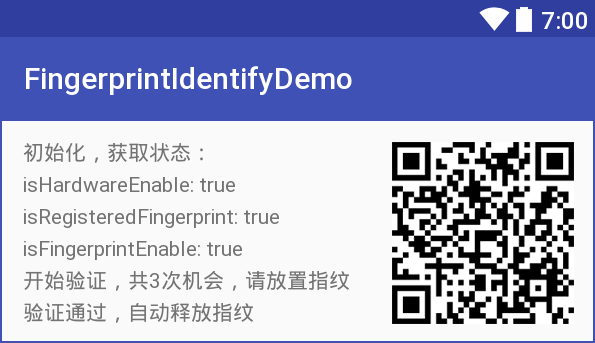 7:00
FingerprintIdentifyDemo
初始化，获取状态：
isHardwareEnable: true
isRegisteredFingerprint: true
isFingerprintEnable: true
开始验证，共3次机会，请放置指纹
验证通过，自动释放指纹